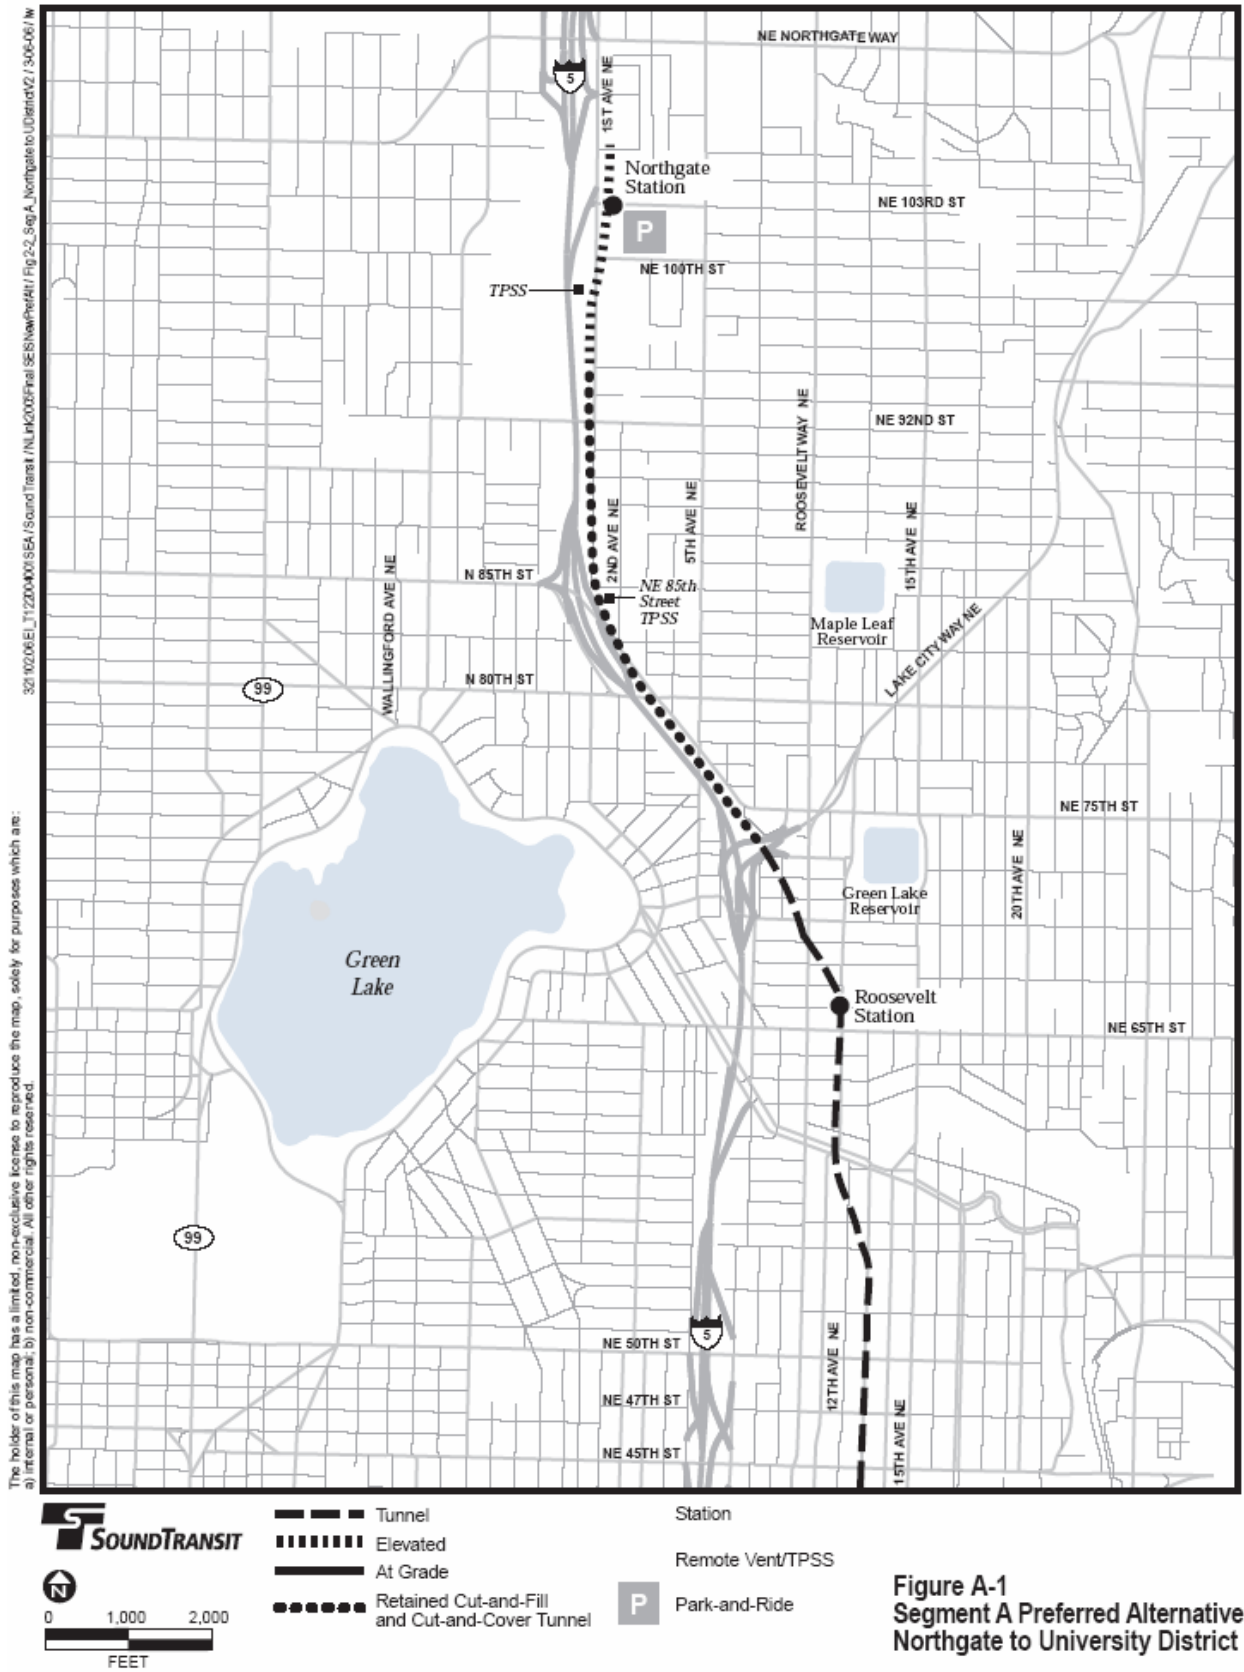 NE NORTHGATE WAY
5
1ST AVE NE
Northgate
Station
NE 103RD ST
P
NE 100TH ST
TPSS
ROOSEVELT WAY NE
NE 92ND ST
5TH AVE NE
2ND AVE NE
15TH AVE NE
N 85TH ST
WALLINGFORD AVE NE
NE 85th
Street
TPSS
Maple Leaf
Reservoir
LAKE CITY WAY NE
N 80TH ST
99
NE 75TH ST
20TH AVE NE
Green Lake
Reservoir
Green
Lake
Roosevelt
Station
NE 65TH ST
99
5
NE 50TH ST
12TH AVE NE
NE 47TH ST
15TH AVE NE
NE 45TH ST
The holder of this map has a limited, non-exclusive license to reproduce the map, solely for purposes which are:
a) internal or personal; b) non-commercial. All other rights reserved.
SOUNDTRANSIT
N
0 1,000 2,000
FEET
Tunnel
Elevated
At Grade
Retained Cut-and-Fill
and Cut-and-Cover Tunnel
Station
Remote Vent/TPSS
P
Park-and-Ride
Figure A-1
Segment A Preferred Alternative
Northgate to University District